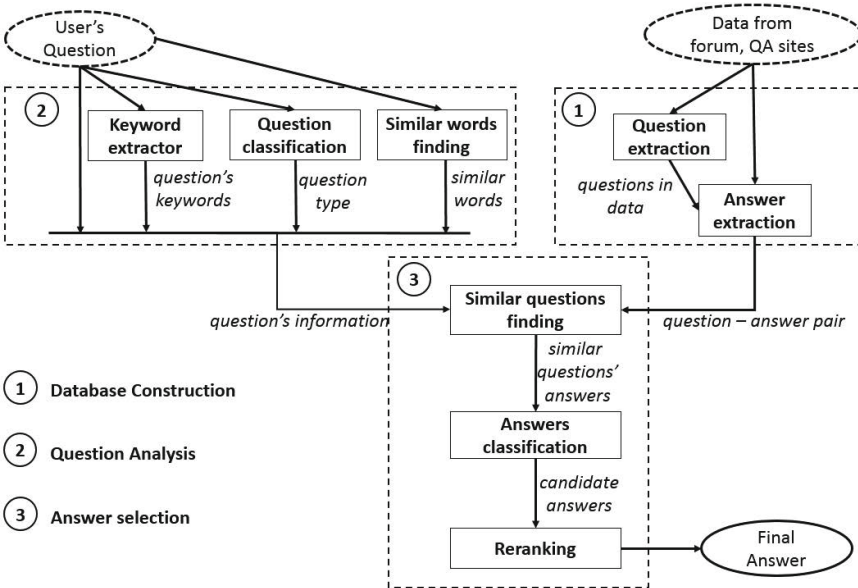 User's
Question
Data from
forum, QA sites
2
Keyword
extractor
Question
classification
Similar words
finding
question's
keywords
question
type
similar
words
1
Question
extraction
questions in
data
Answer
extraction
3
question's information
Similar questions
finding
question – answer pair
similar
questions'
answers
Answers
classification
candidate
answers
Reranking
Final
Answer
1 Database Construction
2 Question Analysis
3 Answer selection